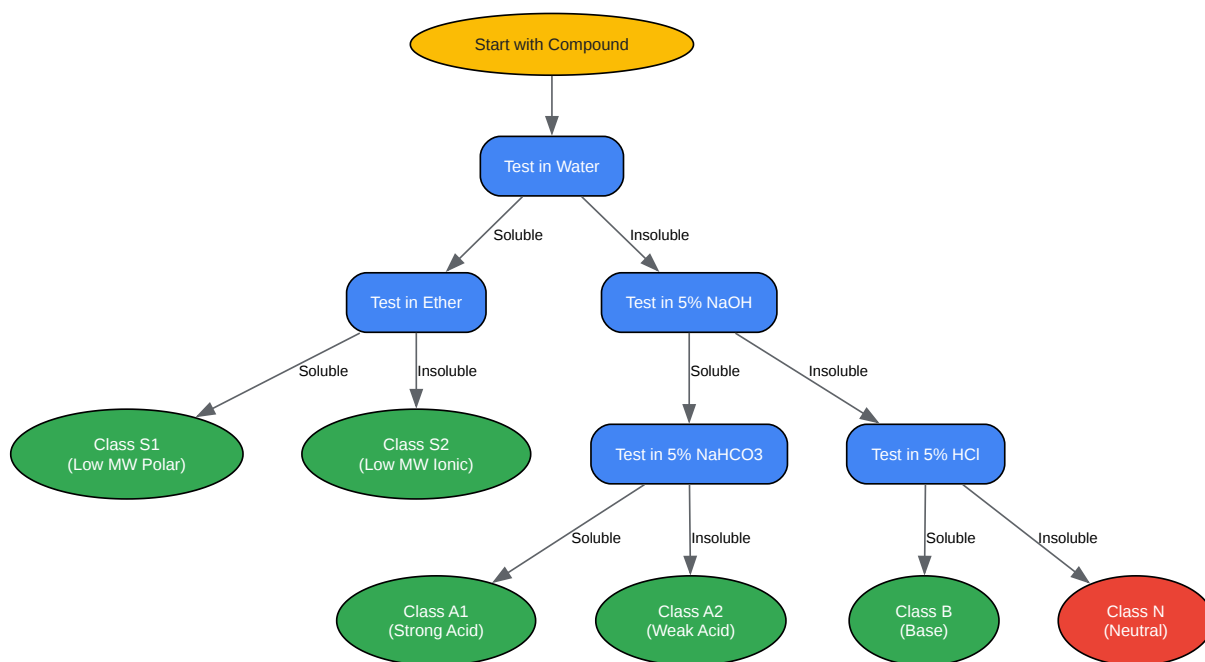 Start with Compound
Test in Water
Soluble
Insoluble
Test in Ether
Test in 5% NaOH
Soluble
Insoluble
Soluble
Insoluble
Class S1
(Low MW Polar)
Class S2
(Low MW Ionic)
Test in 5% NaHCO3
Test in 5% HCl
Soluble
Insoluble
Soluble
Insoluble
Class A1
(Strong Acid)
Class A2
(Weak Acid)
Class B
(Base)
Class N
(Neutral)